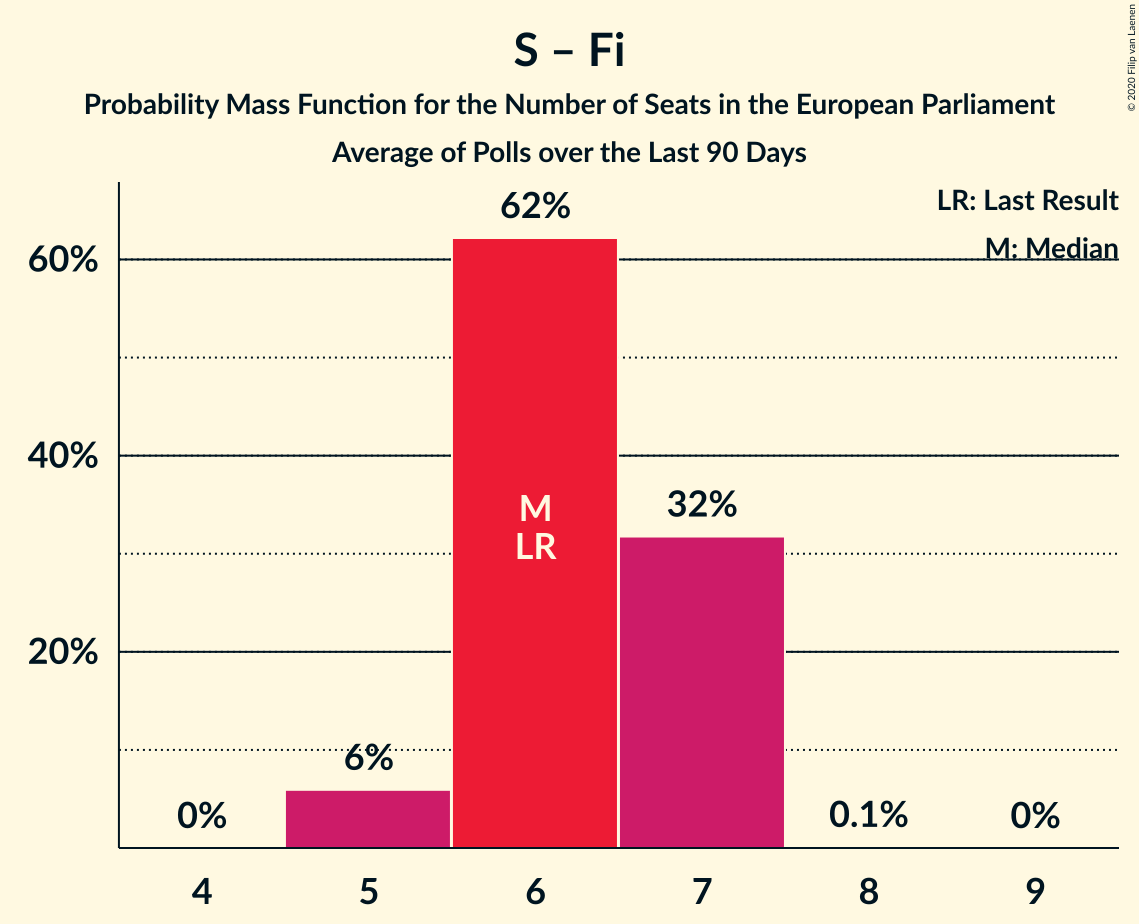 S – Fi
Probability Mass Function for the Number of Seats in the European Parliament
Average of Polls over the Last 90 Days
© 2020 Filip van Laenen
LR: Last Result
M: Median
60%
40%
20%
0%
6%
62%
M
LR
32%
0.1%
0%
4 5 6 7 8 9